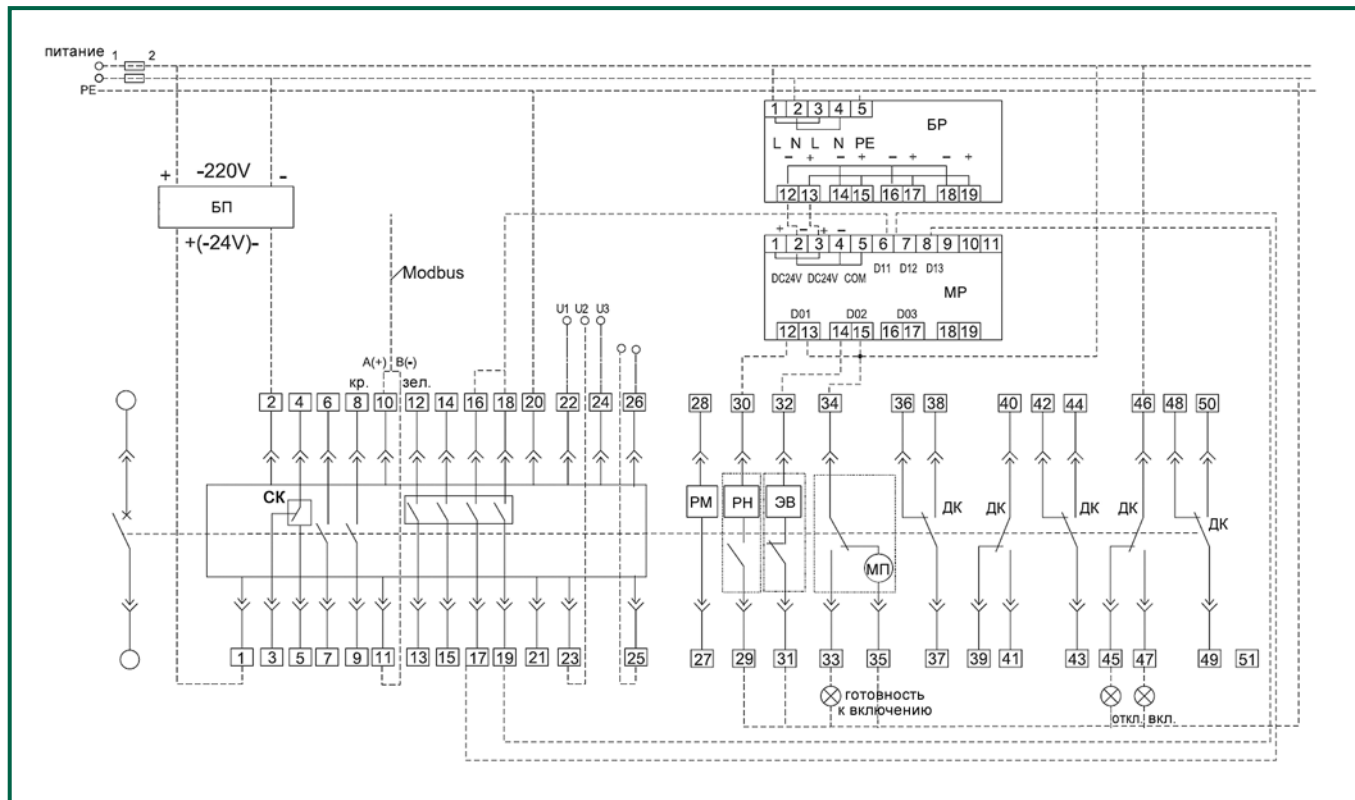 питание 1 2
PE
1 2 3 4 5
БР
L N L N PE
- + - + - + - +
12 13 14 15 16 17 18 19
+ -220V -
БП
+(-24V)-
+ - + -
1 2 3 4 5 6 7 8 9 10 11
DC24V DC24V COM D11 D12 D13
МР
D01 D02 D03
12 13 14 15 16 17 18 19
Modbus
U1 U2 U3
A(+) B(-)
кр. зел.
2 4 6 8 10 12 14 16 18 20 22 24 26 28 30 32 34 36 38 40 42 44 46 48 50
СК
РМ РН ЭВ ДК ДК ДК ДК ДК
МП
1 3 5 7 9 11 13 15 17 19 21 23 25 27 29 31 33 35 37 39 41 43 45 47 49 51
готовность
к включению
откл. вкл.